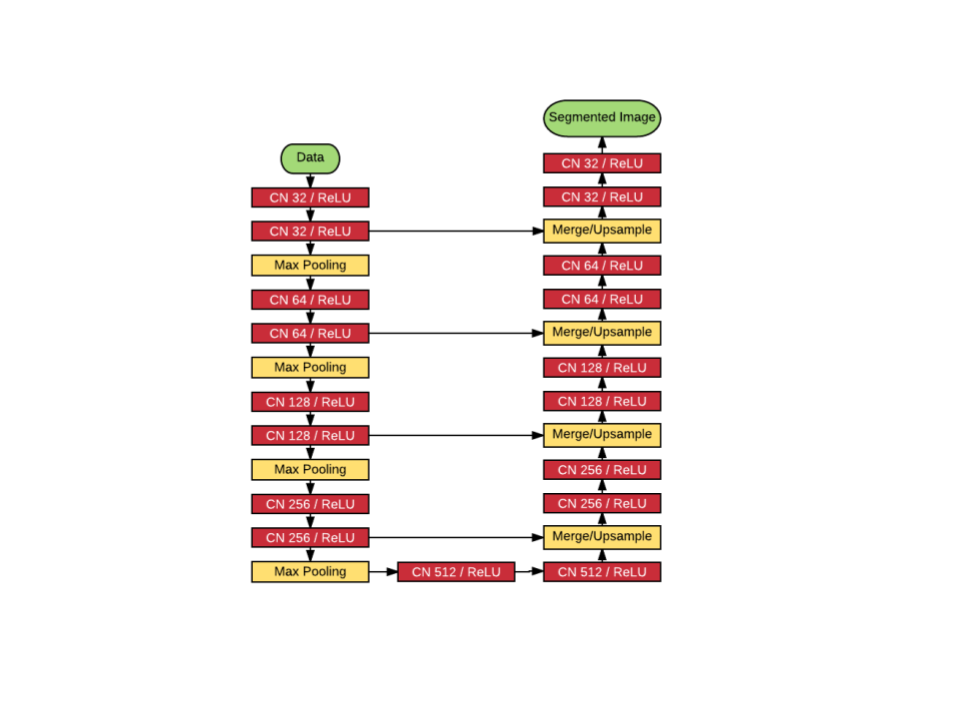 Data
CN 32 / ReLU
CN 32 / ReLU
Max Pooling
CN 64 / ReLU
CN 64 / ReLU
Max Pooling
CN 128 / ReLU
CN 128 / ReLU
Max Pooling
CN 256 / ReLU
CN 256 / ReLU
Max Pooling
CN 512 / ReLU
Segmented Image
CN 32 / ReLU
CN 32 / ReLU
Merge/Upsample
CN 64 / ReLU
CN 64 / ReLU
Merge/Upsample
CN 128 / ReLU
CN 128 / ReLU
Merge/Upsample
CN 256 / ReLU
CN 256 / ReLU
Merge/Upsample
CN 512 / ReLU